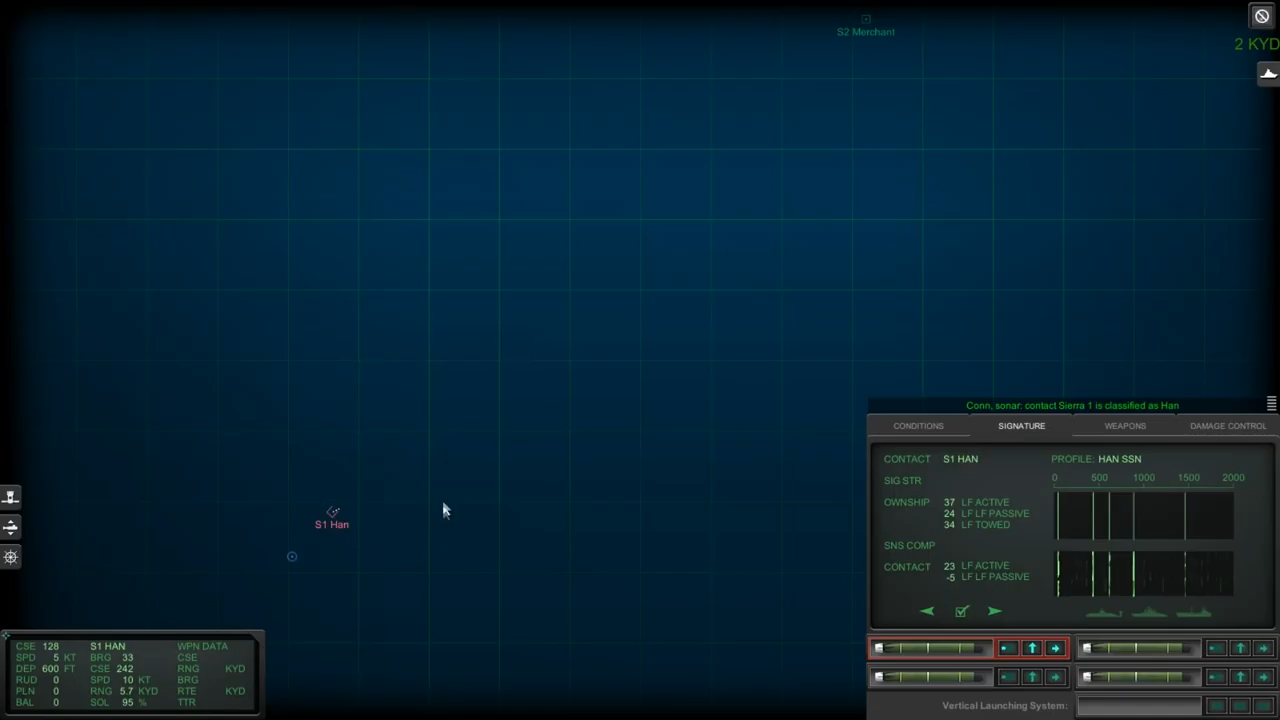 S2 Merchant
2 KYD
S1 Han
Conn, sonar: contact Sierra 1 is classified as Han
CONDITIONS SIGNATURE WEAPONS DAMAGE CONTROL
CONTACT S1 HAN PROFILE: HAN SSN
SIG STR 0 500 1000 1500 2000
OWNSHIP 37 LF ACTIVE
24 LF LF PASSIVE
34 LF TOWED
SNS COMP
CONTACT 23 LF ACTIVE
-5 LF LF PASSIVE
CSE 128 S1 HAN WPN DATA
SPD 5 KT BRG 33 CSE
DEP 600 FT CSE 242 RNG KYD
RUD 0 SPD 10 KT BRG
PLN 0 RNG 5.7 KYD RTE KYD
BAL 0 SOL 95 % TTR
Vertical Launching System: